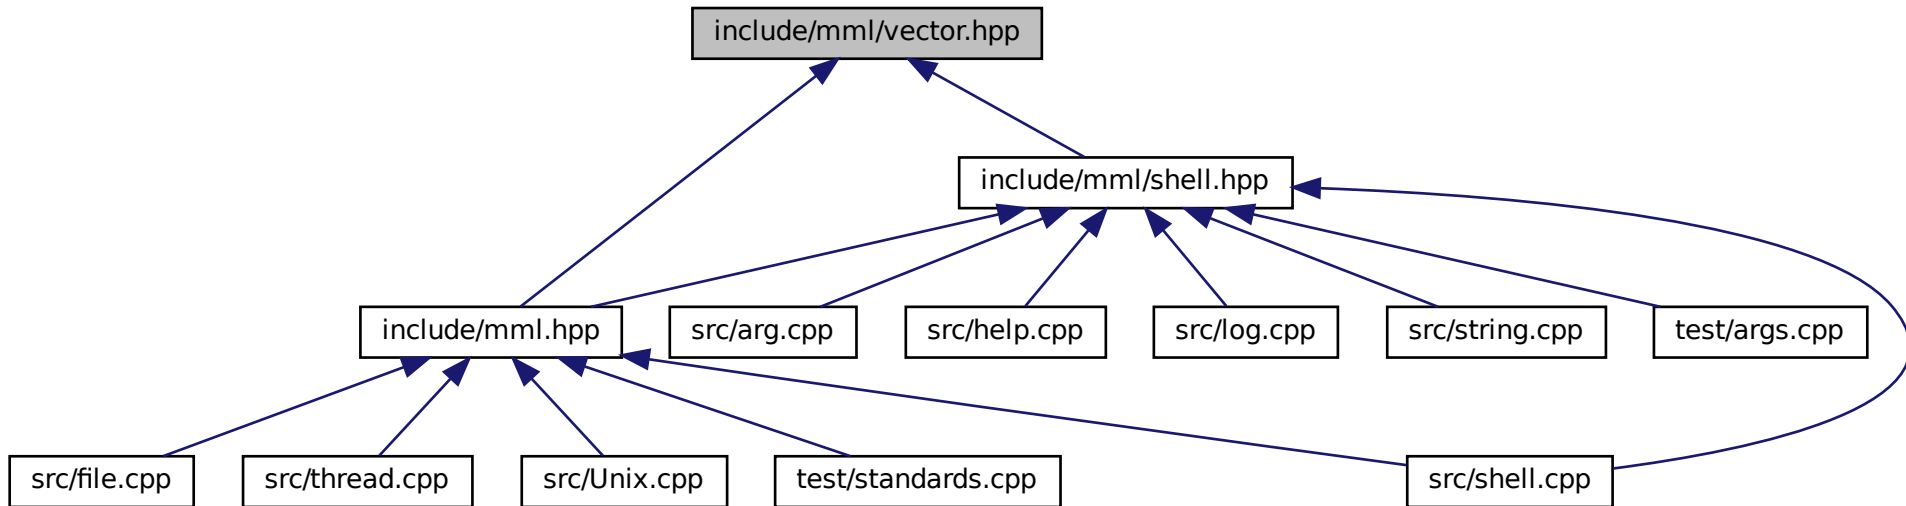 include/mml/vector.hpp
include/mml/shell.hpp
include/mml.hpp
src/arg.cpp
src/help.cpp
src/log.cpp
src/string.cpp
test/args.cpp
src/file.cpp
src/thread.cpp
src/Unix.cpp
test/standards.cpp
src/shell.cpp